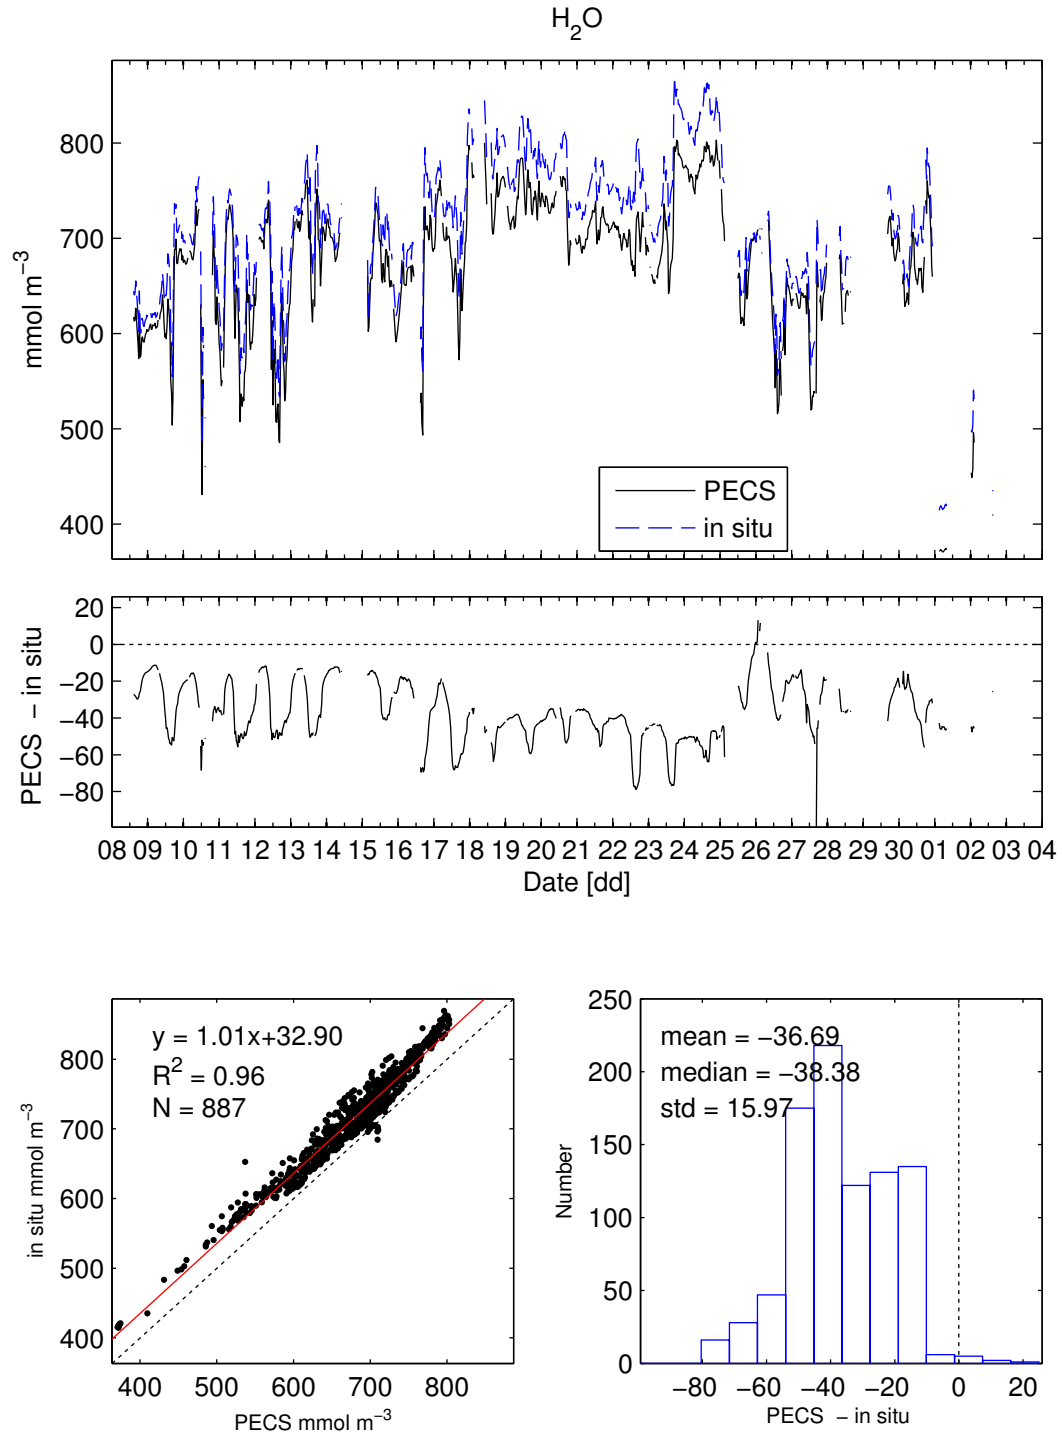 H2O
mmol m−3
800
700
600
500
400
PECS
in situ
PECS − in situ
20
0
−20
−40
−60
−80
08 09 10 11 12 13 14 15 16 17 18 19 20 21 22 23 24 25 26 27 28 29 30 01 02 03 04
Date [dd]
y = 1.01x+32.90
R2 = 0.96
N = 887
in situ mmol m−3
800
700
600
500
400
400 500 600 700 800
PECS mmol m−3
mean = −36.69
median = −38.38
std = 15.97
Number
250
200
150
100
50
0
−80 −60 −40 −20 0 20
PECS − in situ